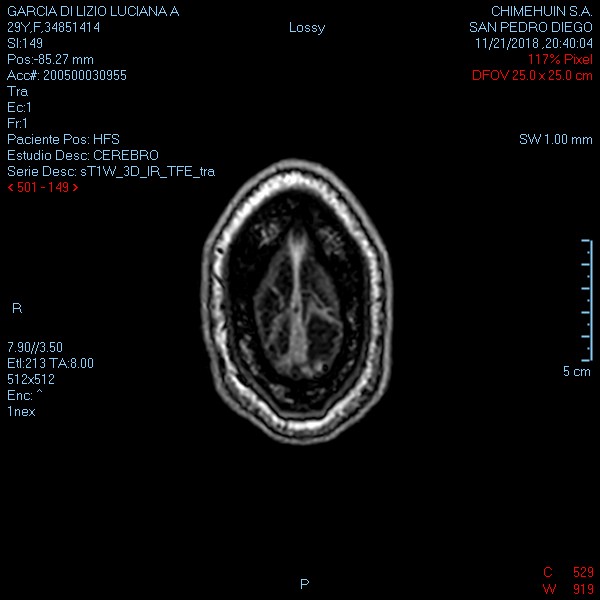 GARCIA DI LIZIO LUCIANA A
29Y,F,34851414
Sl:149
Pos:-85.27 mm
Acc#: 200500030955
Tra
Ec:1
Fr:1
Paciente Pos: HFS
Estudio Desc: CEREBRO
Serie Desc: sT1W_3D_IR_TFE_tra
< 501 - 149 >
Lossy
CHIMEHUIN S.A.
SAN PEDRO DIEGO
11/21/2018 ,20:40:04
117% Pixel
DFOV 25.0 x 25.0 cm
SW 1.00 mm
R
5 cm
7.90//3.50
Etl:213 TA:8.00
512x512
Enc: ^
1nex
P
C 529
W 919